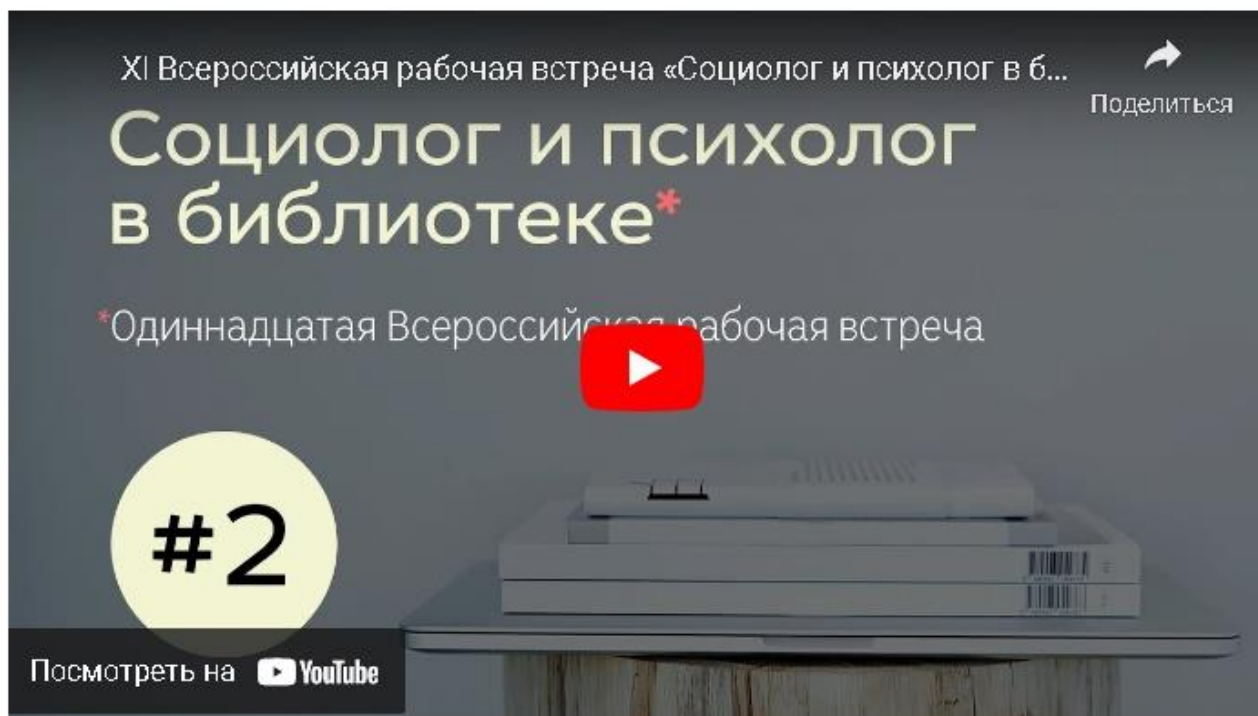 XI Всероссийская рабочая встреча «Социолог и психолог в б...
Поделиться
Социолог и психолог
в библиотеке*
*Одиннадцатая Всероссийская рабочая встреча
#2
Посмотреть на YouTube